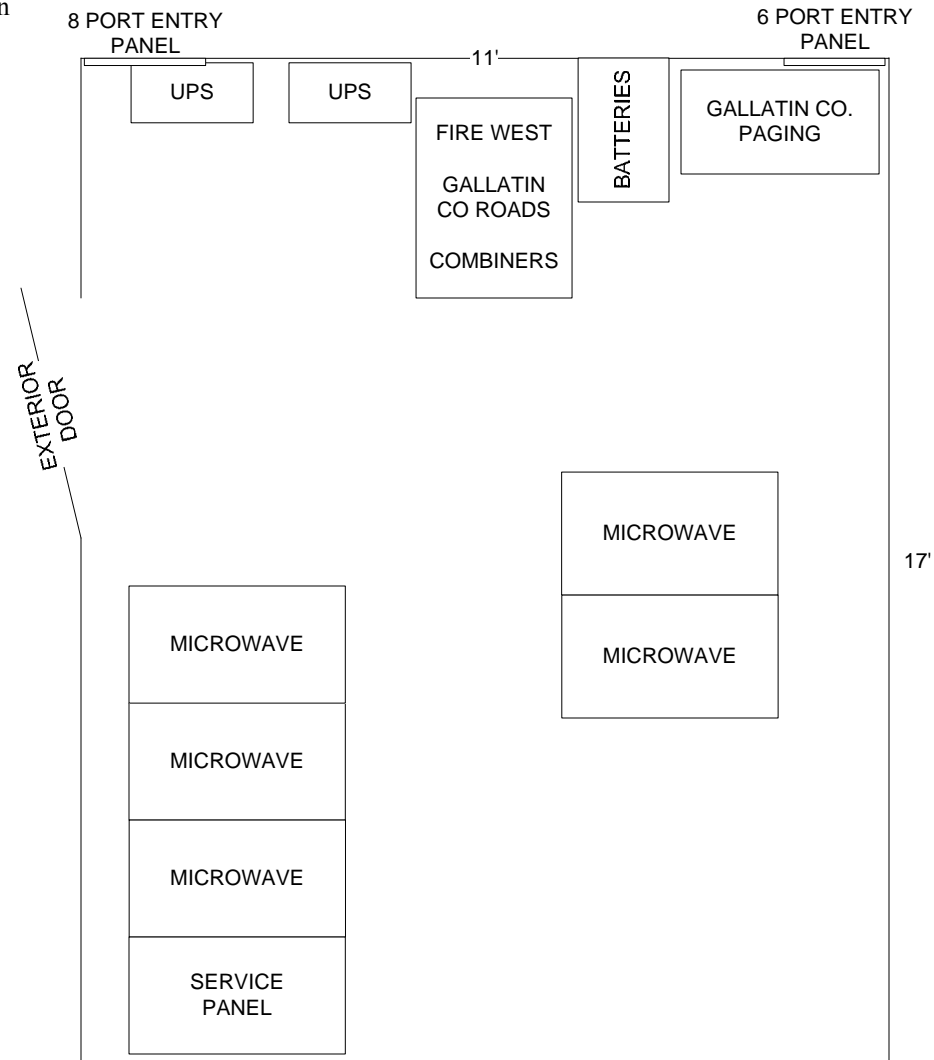 n
8 PORT ENTRY
PANEL
6 PORT ENTRY
PANEL
11'
UPS
UPS
FIRE WEST
GALLATIN
CO ROADS
COMBINERS
BATTERIES
GALLATIN CO.
PAGING
EXTERIOR
DOOR
MICROWAVE
MICROWAVE
17'
MICROWAVE
MICROWAVE
MICROWAVE
SERVICE
PANEL